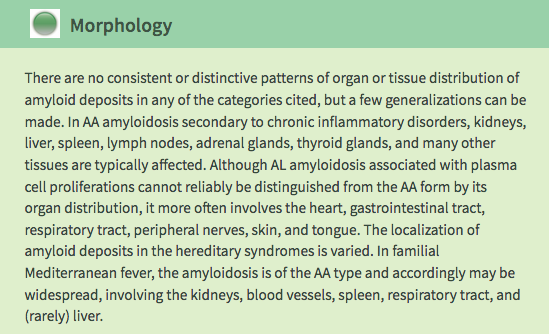 Morphology
There are no consistent or distinctive patterns of organ or tissue distribution of
amyloid deposits in any of the categories cited, but a few generalizations can be
made. In AA amyloidosis secondary to chronic inflammatory disorders, kidneys,
liver, spleen, lymph nodes, adrenal glands, thyroid glands, and many other
tissues are typically affected. Although AL amyloidosis associated with plasma
cell proliferations cannot reliably be distinguished from the AA form by its
organ distribution, it more often involves the heart, gastrointestinal tract,
respiratory tract, peripheral nerves, skin, and tongue. The localization of
amyloid deposits in the hereditary syndromes is varied. In familial
Mediterranean fever, the amyloidosis is of the AA type and accordingly may be
widespread, involving the kidneys, blood vessels, spleen, respiratory tract, and
(rarely) liver.